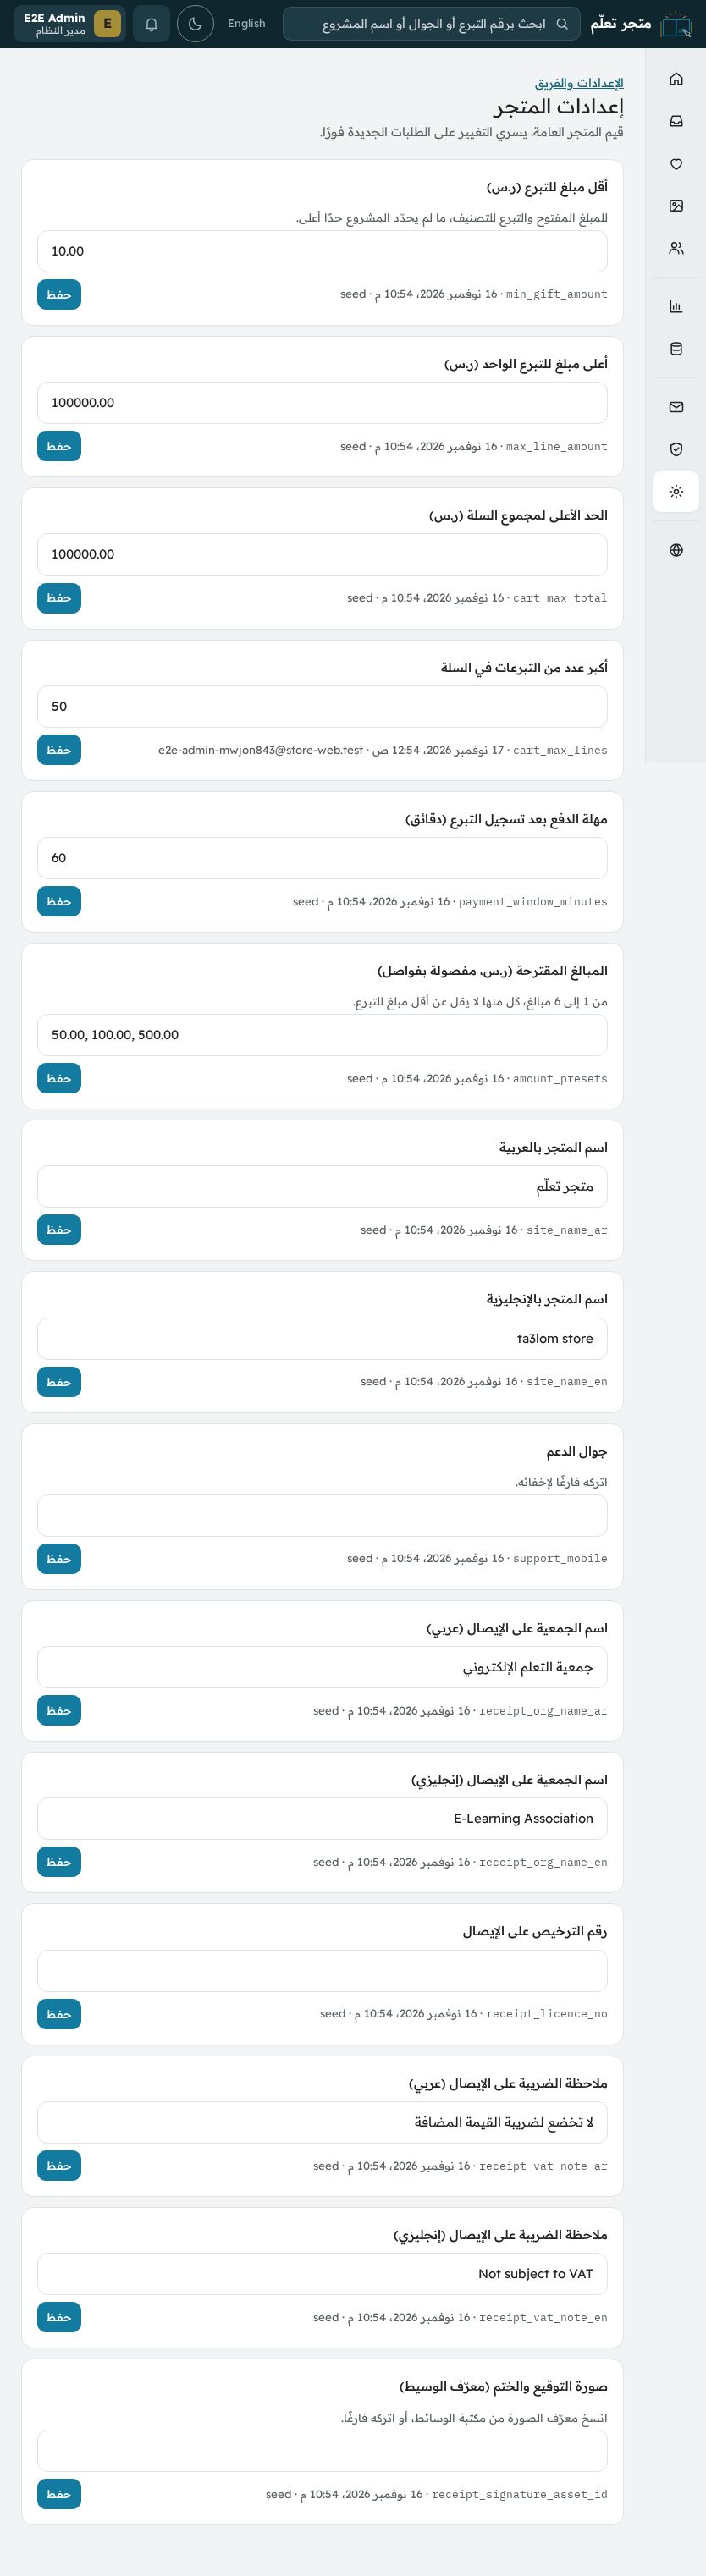 متجر تعلّم
ابحث برقم التبرع أو الجوال أو اسم المشروع
English
E
E2E Admin
مدير النظام
الإعدادات والفريق
إعدادات المتجر
قيم المتجر العامة. يسري التغيير على الطلبات الجديدة فورًا.
أقل مبلغ للتبرع (ر.س)
للمبلغ المفتوح والتبرع للتصنيف، ما لم يحدّد المشروع حدًا أعلى.
10.00
min_gift_amount · 16 نوفمبر 2026، 10:54 م · seed
حفظ
أعلى مبلغ للتبرع الواحد (ر.س)
100000.00
max_line_amount · 16 نوفمبر 2026، 10:54 م · seed
حفظ
الحد الأعلى لمجموع السلة (ر.س)
100000.00
cart_max_total · 16 نوفمبر 2026، 10:54 م · seed
حفظ
أكبر عدد من التبرعات في السلة
50
cart_max_lines · 17 نوفمبر 2026، 12:54 ص · e2e-admin-mwjon843@store-web.test
حفظ
مهلة الدفع بعد تسجيل التبرع (دقائق)
60
payment_window_minutes · 16 نوفمبر 2026، 10:54 م · seed
حفظ
المبالغ المقترحة (ر.س، مفصولة بفواصل)
من 1 إلى 6 مبالغ، كل منها لا يقل عن أقل مبلغ للتبرع.
50.00, 100.00, 500.00
amount_presets · 16 نوفمبر 2026، 10:54 م · seed
حفظ
اسم المتجر بالعربية
متجر تعلّم
site_name_ar · 16 نوفمبر 2026، 10:54 م · seed
حفظ
اسم المتجر بالإنجليزية
ta3lom store
site_name_en · 16 نوفمبر 2026، 10:54 م · seed
حفظ
جوال الدعم
اتركه فارغًا لإخفائه.
support_mobile · 16 نوفمبر 2026، 10:54 م · seed
حفظ
اسم الجمعية على الإيصال (عربي)
جمعية التعلم الإلكتروني
receipt_org_name_ar · 16 نوفمبر 2026، 10:54 م · seed
حفظ
اسم الجمعية على الإيصال (إنجليزي)
E-Learning Association
receipt_org_name_en · 16 نوفمبر 2026، 10:54 م · seed
حفظ
رقم الترخيص على الإيصال
receipt_licence_no · 16 نوفمبر 2026، 10:54 م · seed
حفظ
ملاحظة الضريبة على الإيصال (عربي)
لا تخضع لضريبة القيمة المضافة
receipt_vat_note_ar · 16 نوفمبر 2026، 10:54 م · seed
حفظ
ملاحظة الضريبة على الإيصال (إنجليزي)
Not subject to VAT
receipt_vat_note_en · 16 نوفمبر 2026، 10:54 م · seed
حفظ
صورة التوقيع والختم (معرّف الوسيط)
انسخ معرّف الصورة من مكتبة الوسائط، أو اتركه فارغًا.
receipt_signature_asset_id · 16 نوفمبر 2026، 10:54 م · seed
حفظ